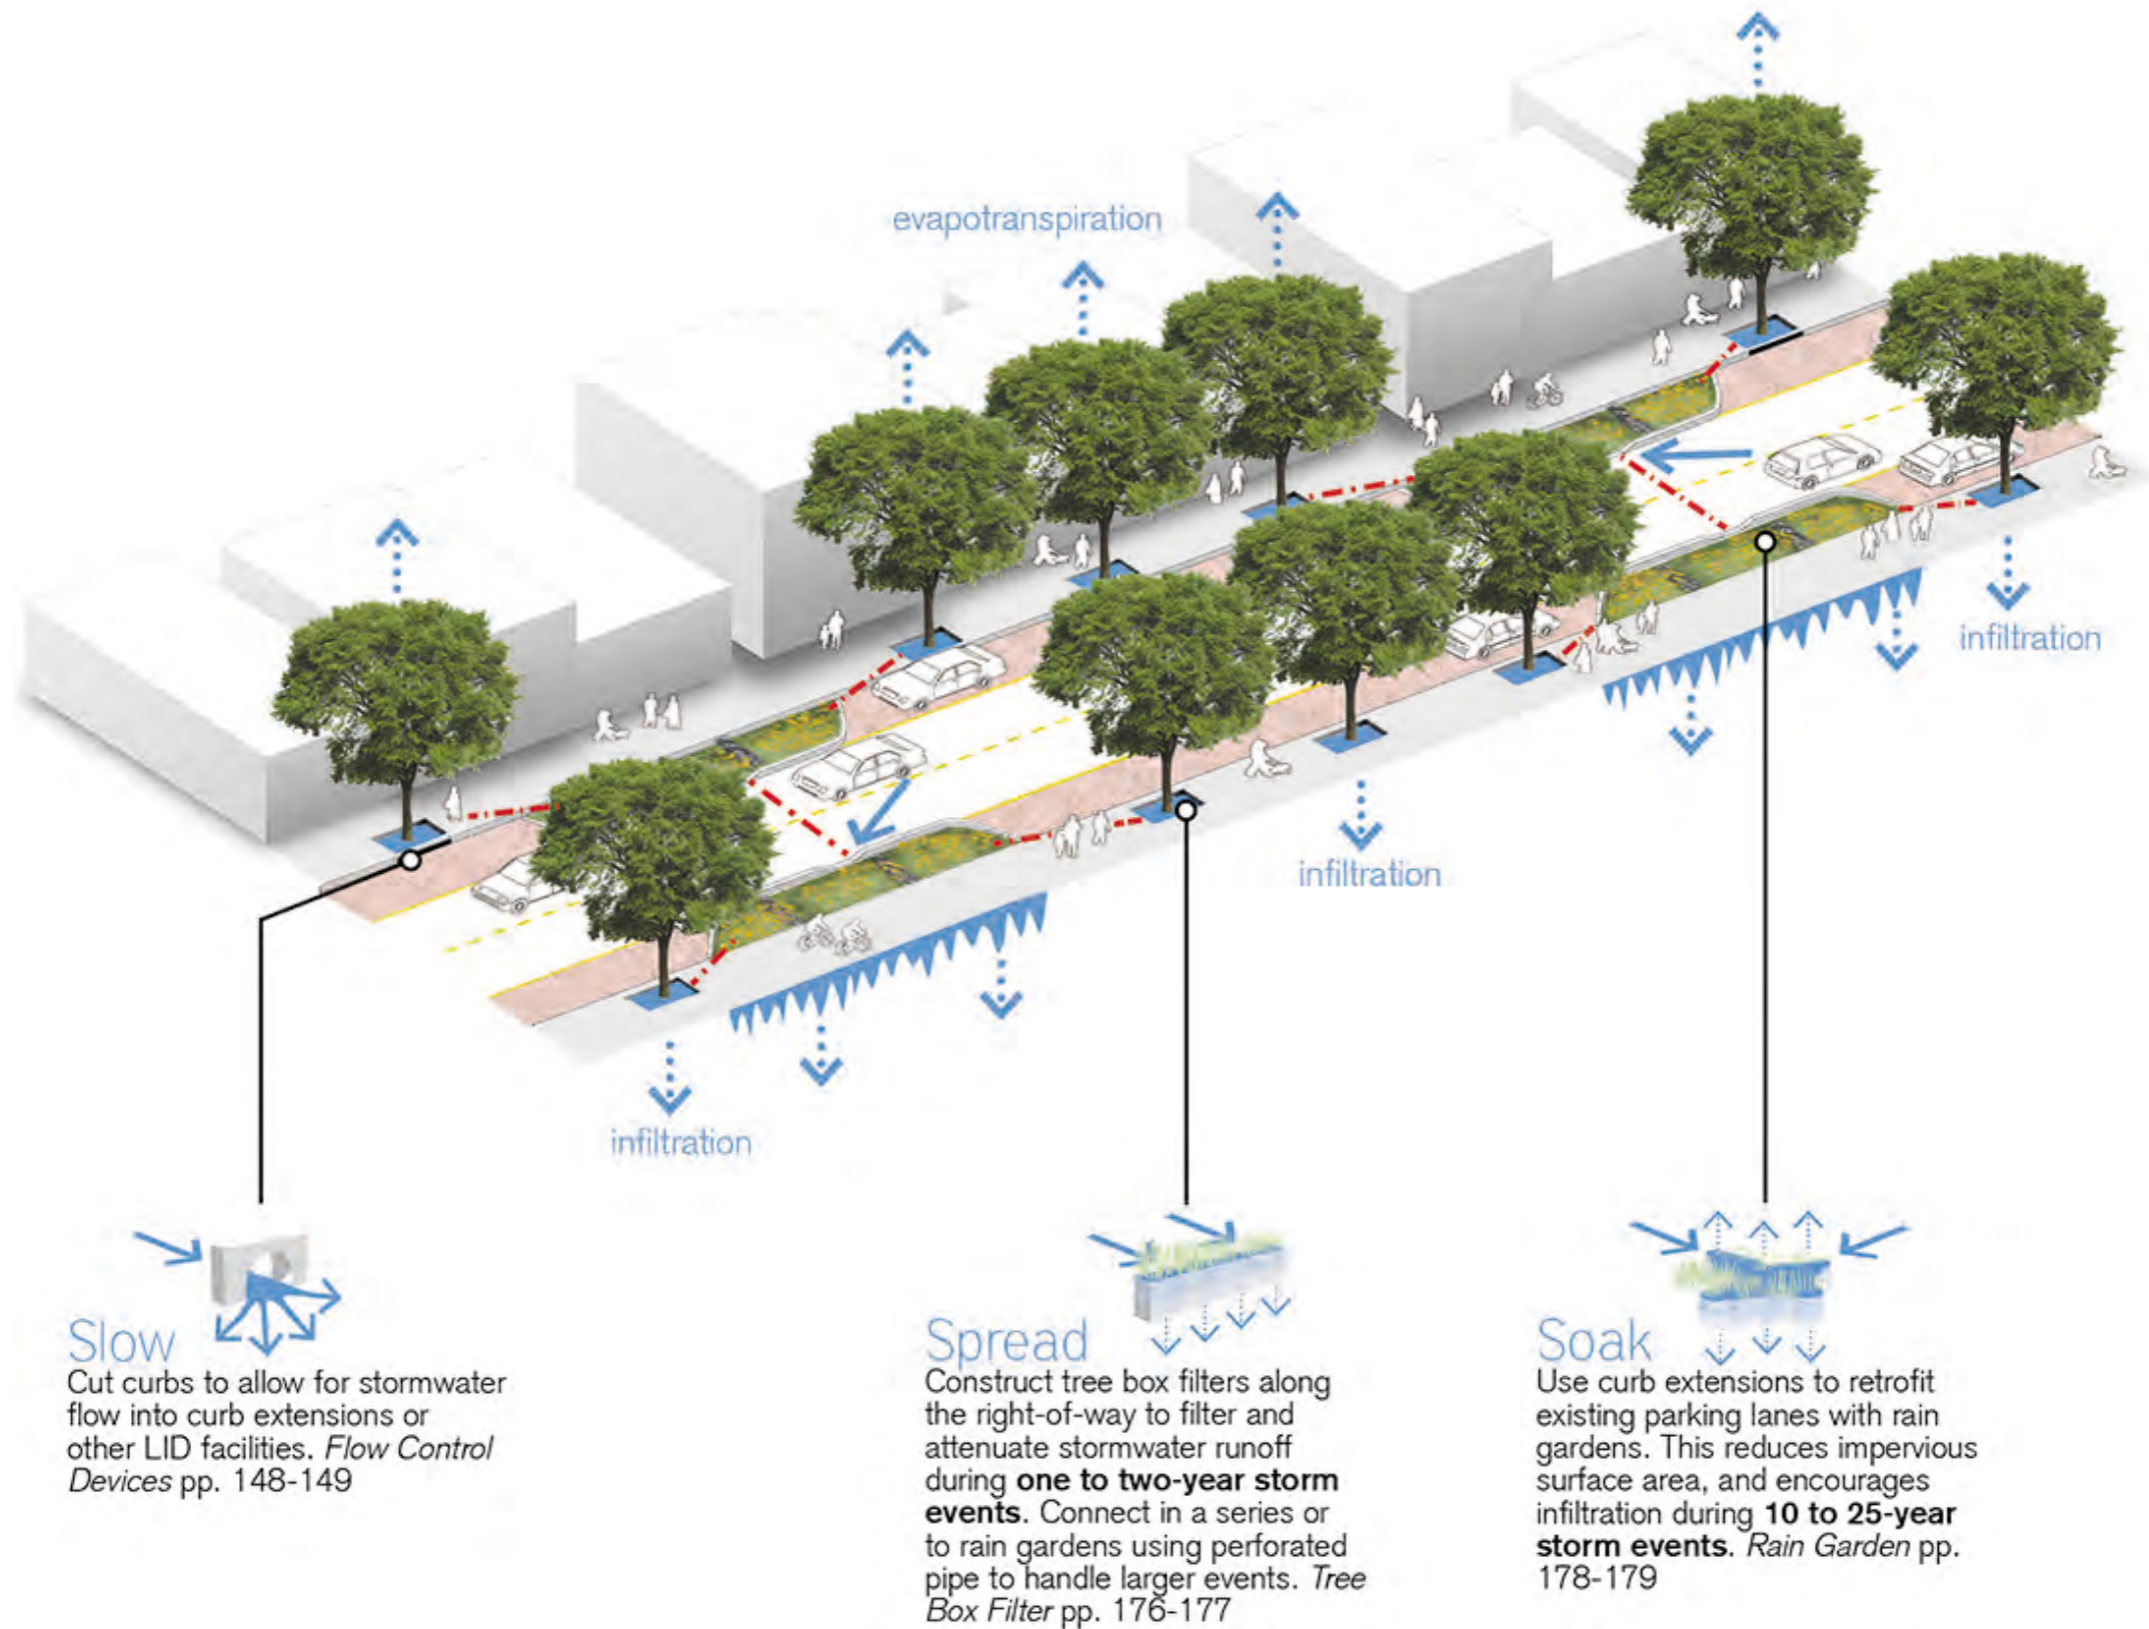 evapotranspiration
infiltration
infiltration
infiltration
Slow
Cut curbs to allow for stormwater
flow into curb extensions or
other LID facilities. Flow Control
Devices pp. 148-149
Spread
Construct tree box filters along
the right-of-way to filter and
attenuate stormwater runoff
during one to two-year storm
events. Connect in a series or
to rain gardens using perforated
pipe to handle larger events. Tree
Box Filter pp. 176-177
Soak
Use curb extensions to retrofit
existing parking lanes with rain
gardens. This reduces impervious
surface area, and encourages
infiltration during 10 to 25-year
storm events. Rain Garden pp.
178-179